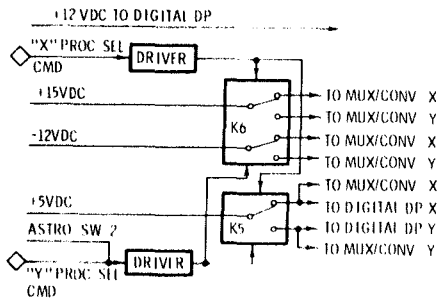 +12 VDC TO DIGITAL DP
"X" PROC SEL
CMD
DRIVER
+15VDC
TO MUX/CONV X
TO MUX/CONV Y
K6
-12VDC
TO MUX/CONV X
TO MUX/CONV Y
TO MUX/CONV X
+5VDC
TO DIGITAL DP X
ASTRO SW 2
K5
TO DIGITAL DP Y
TO MUX/CONV Y
DRIVER
"Y" PROC SEL
CMD